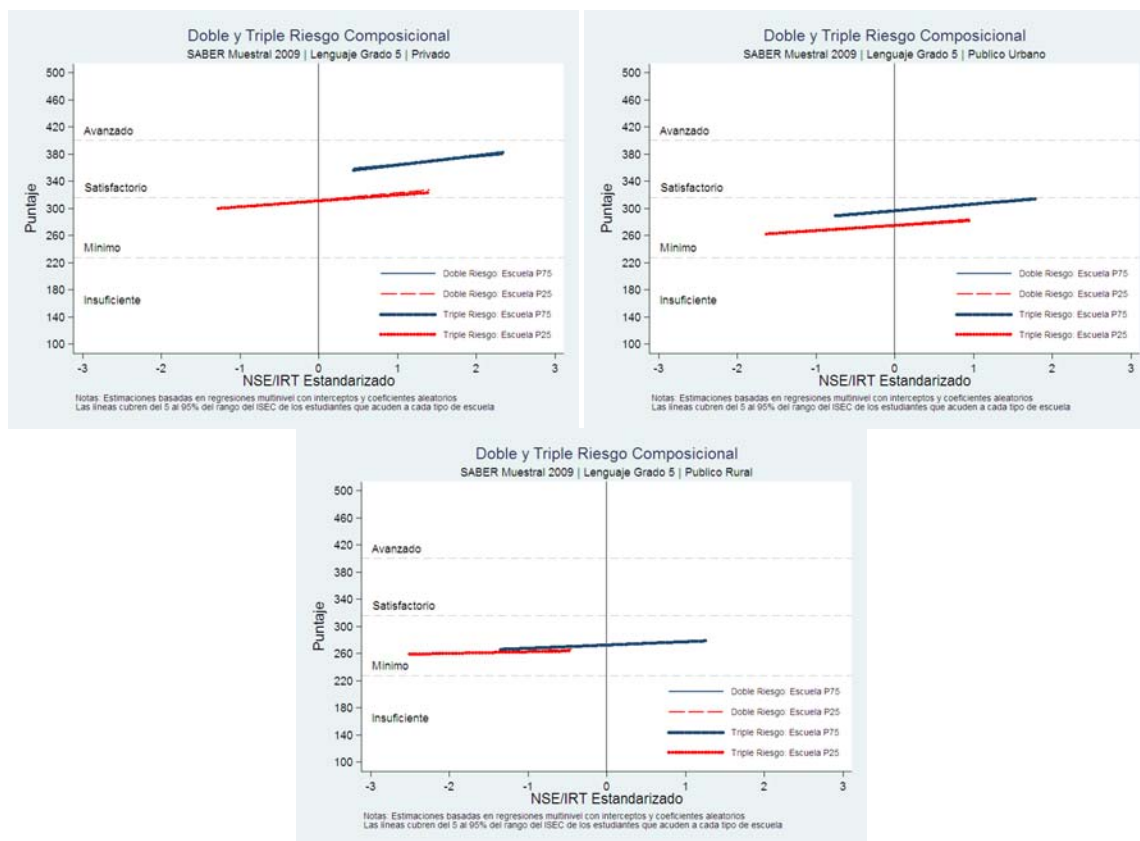 Doble y Triple Riesgo Composicional
SABER Muestral 2009 | Lenguaje Grado 5 | Privado
Puntaje
500
460
420
380
340
300
260
220
180
140
100
Avanzado
Satisfactorio
Mínimo
Insuficiente
Doble Riesgo: Escuela P75
Doble Riesgo: Escuela P25
Triple Riesgo: Escuela P75
Triple Riesgo: Escuela P25
-3 -2 -1 0 1 2 3
NSE/IRT Estandarizado
Notas: Estimaciones basadas en regresiones multinivel con interceptos y coeficientes aleatorios
Las líneas cubren del 5 al 95% del rango del ISEC de los estudiantes que acuden a cada tipo de escuela
Doble y Triple Riesgo Composicional
SABER Muestral 2009 | Lenguaje Grado 5 | Publico Urbano
Puntaje
500
460
420
380
340
300
260
220
180
140
100
Avanzado
Satisfactorio
Mínimo
Insuficiente
Doble Riesgo: Escuela P75
Doble Riesgo: Escuela P25
Triple Riesgo: Escuela P75
Triple Riesgo: Escuela P25
-3 -2 -1 0 1 2 3
NSE/IRT Estandarizado
Notas: Estimaciones basadas en regresiones multinivel con interceptos y coeficientes aleatorios
Las líneas cubren del 5 al 95% del rango del ISEC de los estudiantes que acuden a cada tipo de escuela
Doble y Triple Riesgo Composicional
SABER Muestral 2009 | Lenguaje Grado 5 | Publico Rural
Puntaje
500
460
420
380
340
300
260
220
180
140
100
Avanzado
Satisfactorio
Mínimo
Insuficiente
Doble Riesgo: Escuela P75
Doble Riesgo: Escuela P25
Triple Riesgo: Escuela P75
Triple Riesgo: Escuela P25
-3 -2 -1 0 1 2 3
NSE/IRT Estandarizado
Notas: Estimaciones basadas en regresiones multinivel con interceptos y coeficientes aleatorios
Las líneas cubren del 5 al 95% del rango del ISEC de los estudiantes que acuden a cada tipo de escuela